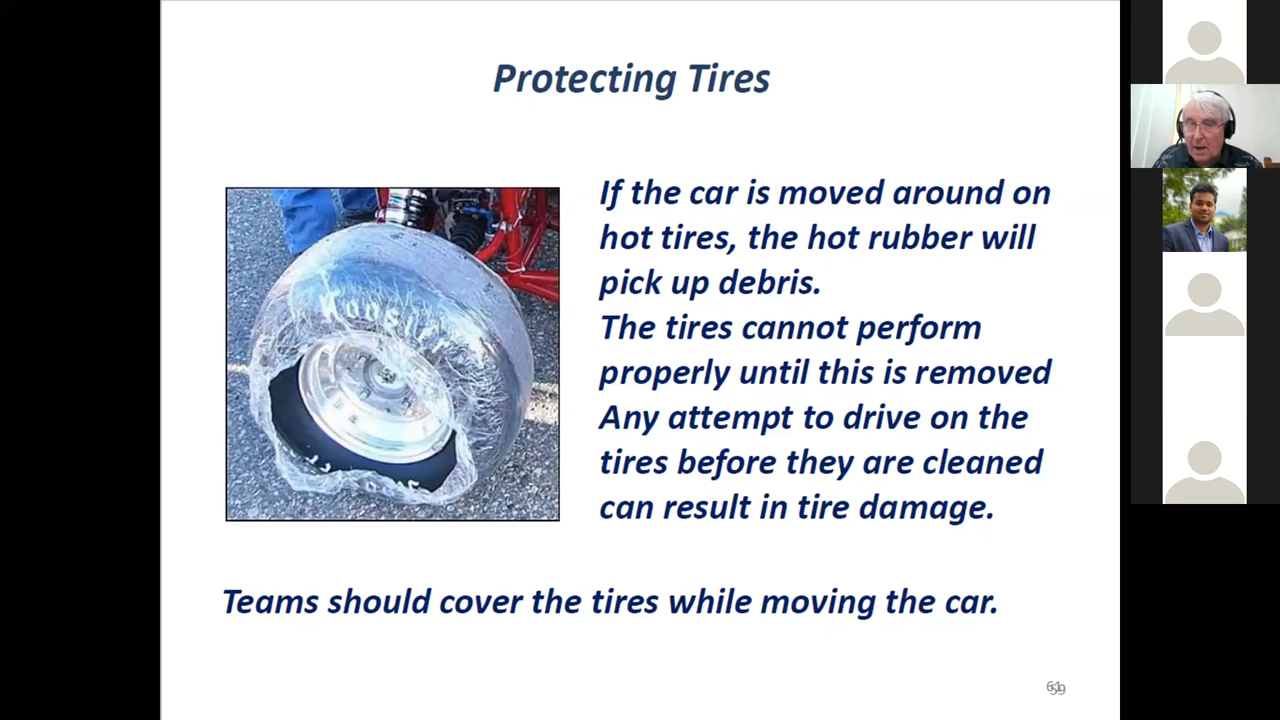 Protecting Tires
If the car is moved around on
hot tires, the hot rubber will
pick up debris.
The tires cannot perform
properly until this is removed
Any attempt to drive on the
tires before they are cleaned
can result in tire damage.
Hoosier
Teams should cover the tires while moving the car.